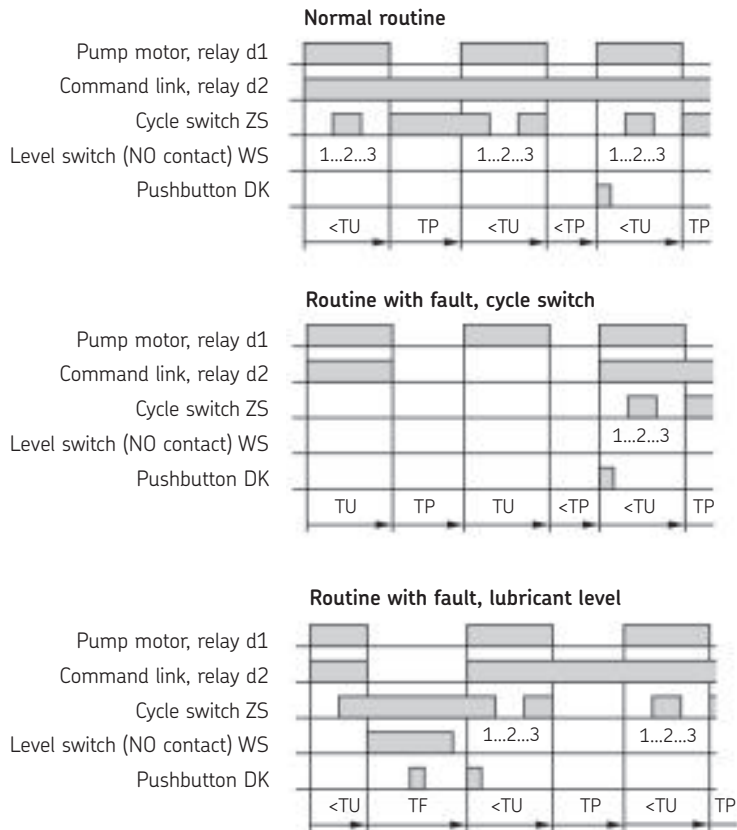 Normal routine
Pump motor, relay d1
Command link, relay d2
Cycle switch ZS
Level switch (NO contact) WS 1...2...3 1...2...3 1...2...3
Pushbutton DK
<TU TP <TU <TP <TU TP
Routine with fault, cycle switch
Pump motor, relay d1
Command link, relay d2
Cycle switch ZS
Level switch (NO contact) WS 1...2...3
Pushbutton DK
TU TP TU <TP <TU TP
Routine with fault, lubricant level
Pump motor, relay d1
Command link, relay d2
Cycle switch ZS
Level switch (NO contact) WS 1...2...3 1...2...3
Pushbutton DK
<TU TF <TU TP <TU TP